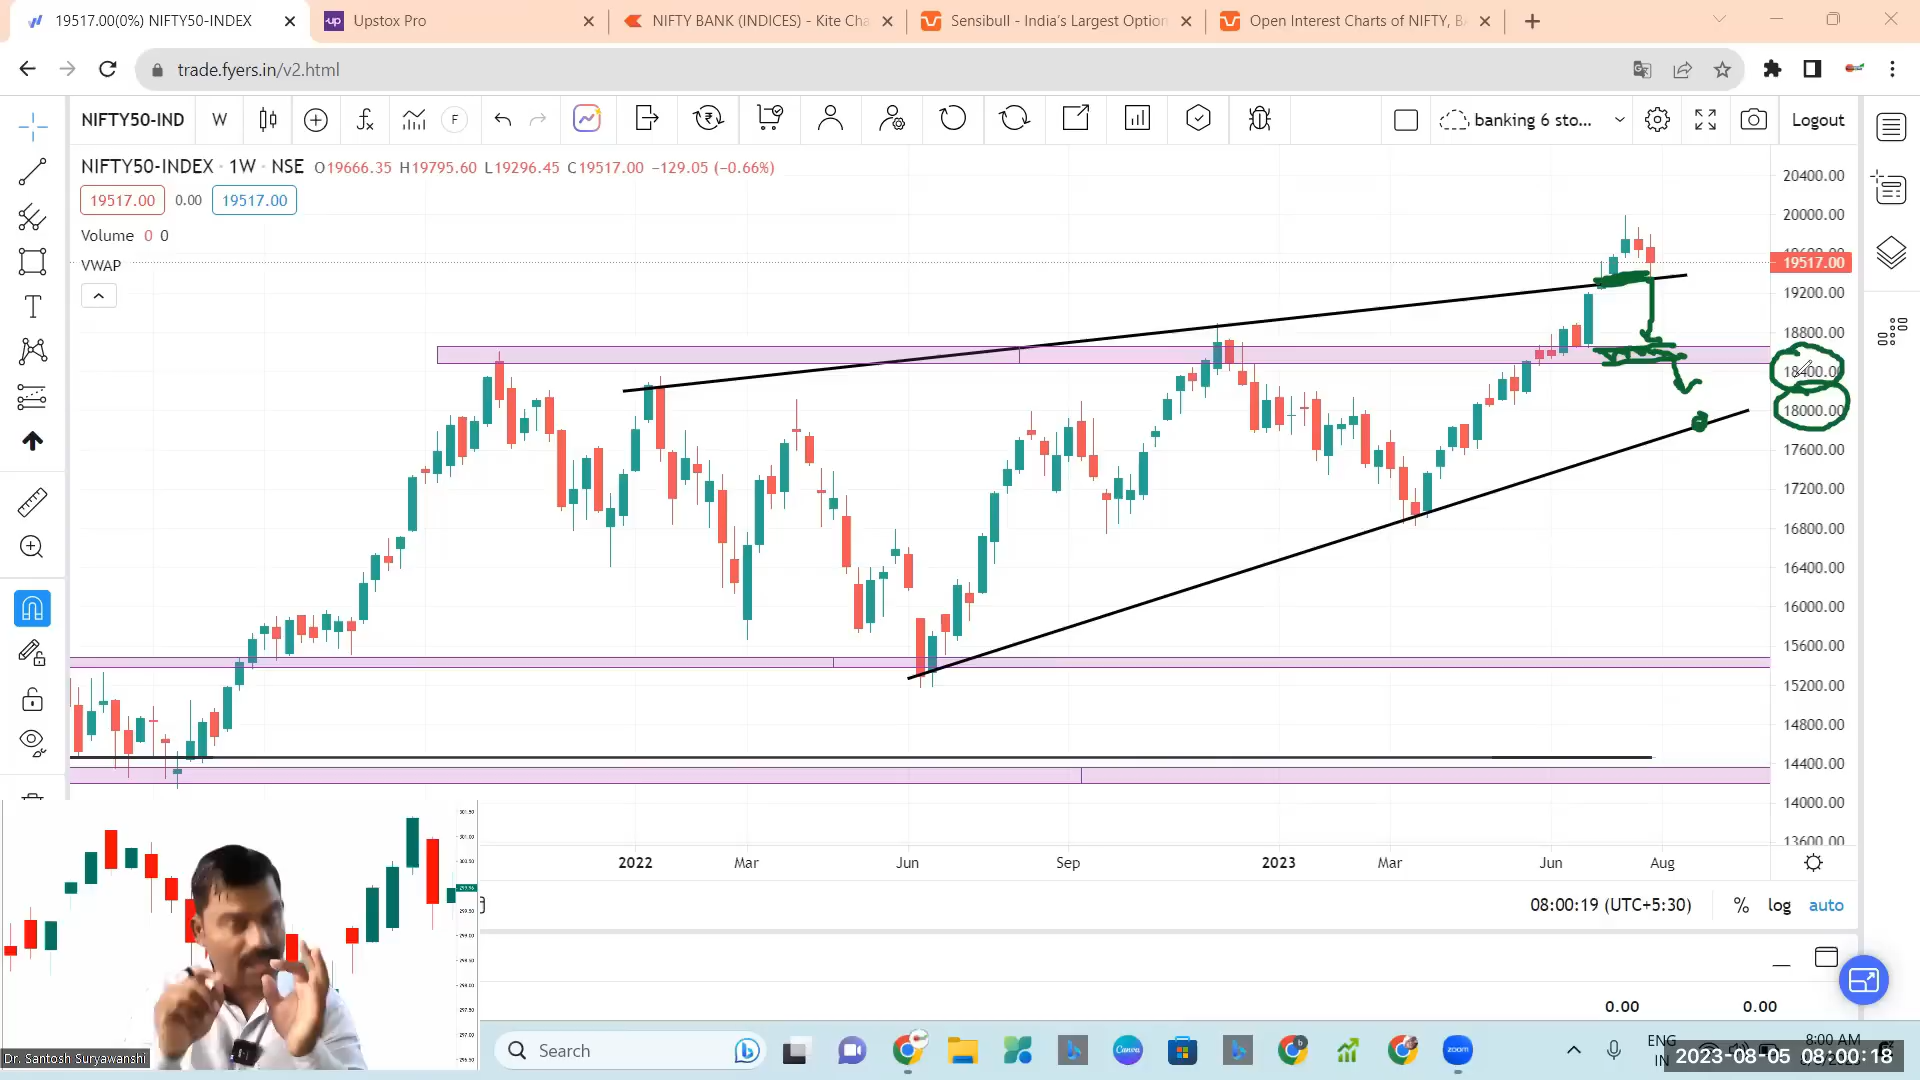 19517.00(0%) NIFTY50-INDEX
Upstox Pro
NIFTY BANK (INDICES) - Kite Cha
Sensibull - India's Largest Option
Open Interest Charts of NIFTY, B
trade.fyers.in/v2.html
NIFTY50-IND W F banking 6 sto... Logout
NIFTY50-INDEX · 1W · NSE O19666.35 H19795.60 L19296.45 C19517.00 −129.05 (−0.66%)
19517.00 0.00 19517.00
Volume 0 0
VWAP
20400.00
20000.00
19600.00
19517.00
19200.00
18800.00
18400.00
18000.00
17600.00
17200.00
16800.00
16400.00
16000.00
15600.00
15200.00
14800.00
14400.00
14000.00
13600.00
2022 Mar Jun Sep 2023 Mar Jun Aug
08:00:19 (UTC+5:30) % log auto
0.00 0.00
Dr. Santosh Suryawanshi
Search
Canva
zoom
ENG
IN
8:00 AM
2023-08-05 08:00:18